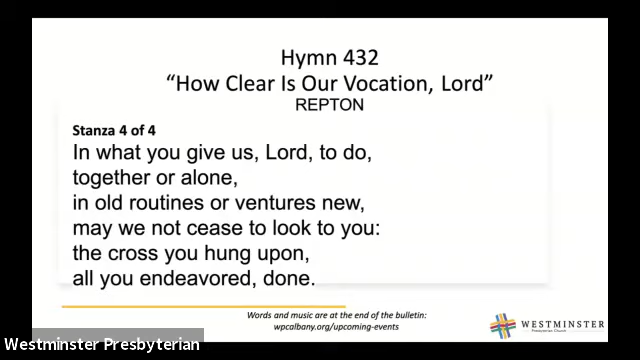 Hymn 432
“How Clear Is Our Vocation, Lord”
REPTON
Stanza 4 of 4
In what you give us, Lord, to do,
together or alone,
in old routines or ventures new,
may we not cease to look to you:
the cross you hung upon,
all you endeavored, done.
Words and music are at the end of the bulletin:
wpcalbany.org/upcoming-events
WESTMINSTER
Presbyterian Church
Westminster Presbyterian